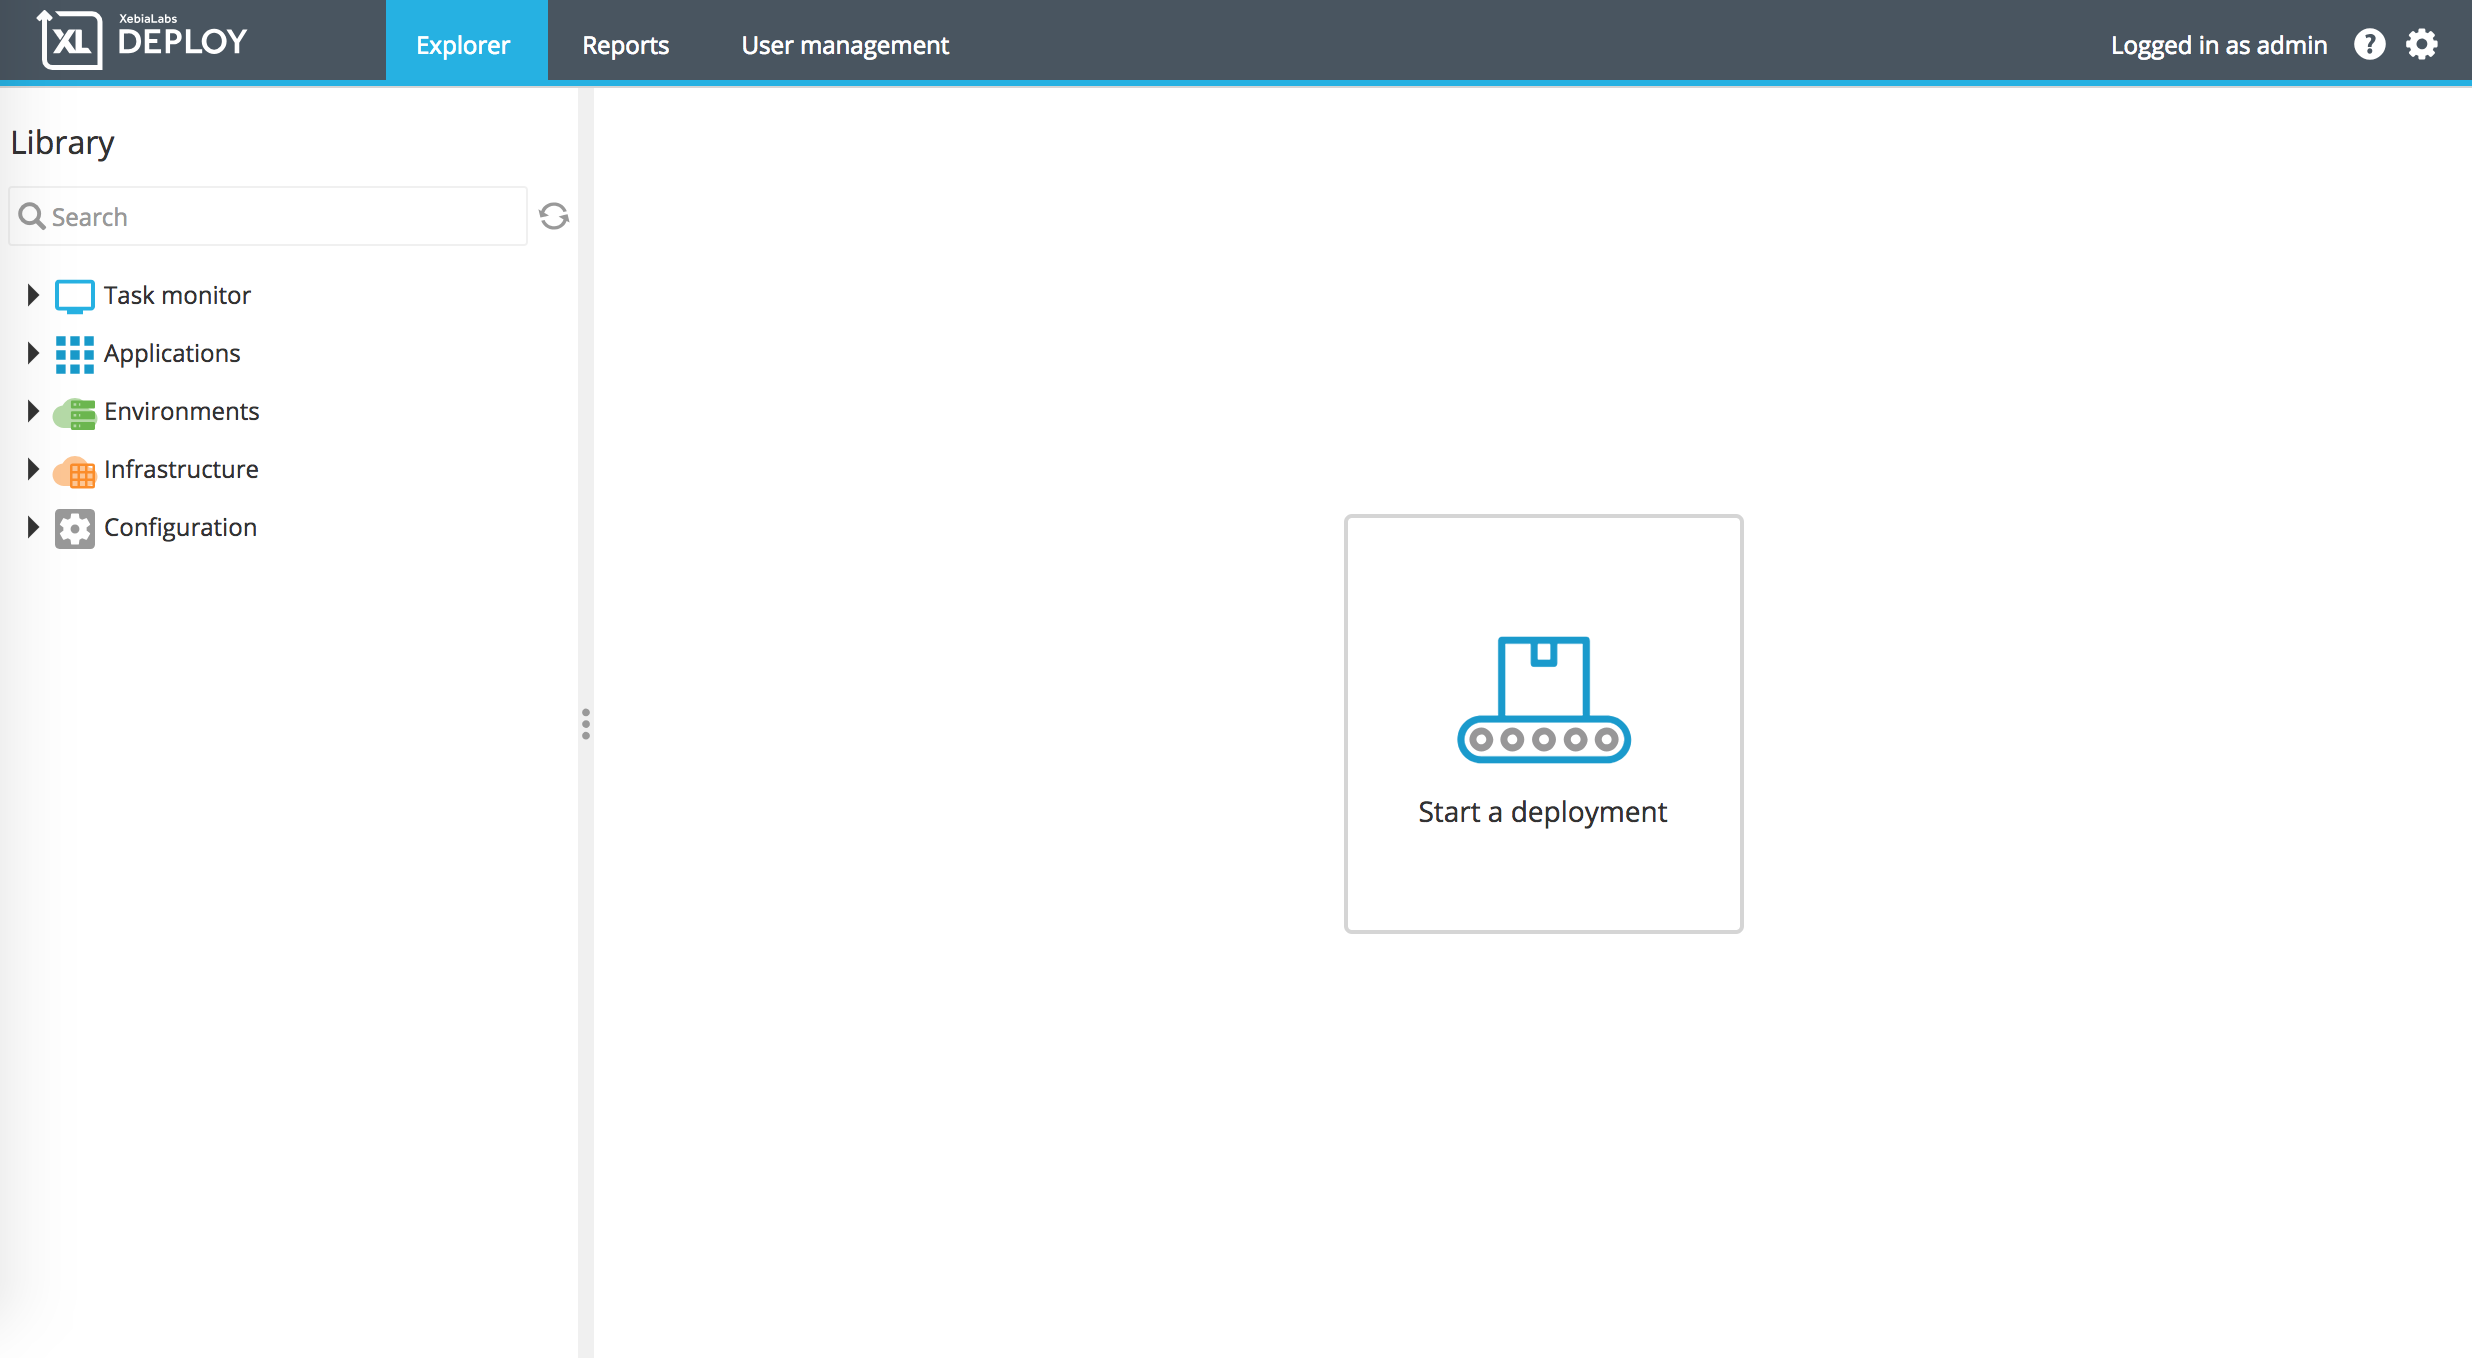 XL
XebiaLabs
DEPLOY
Explorer
Reports
User management
Logged in as admin
?
Library
Search
Task monitor
Applications
Environments
Infrastructure
Configuration
Start a deployment